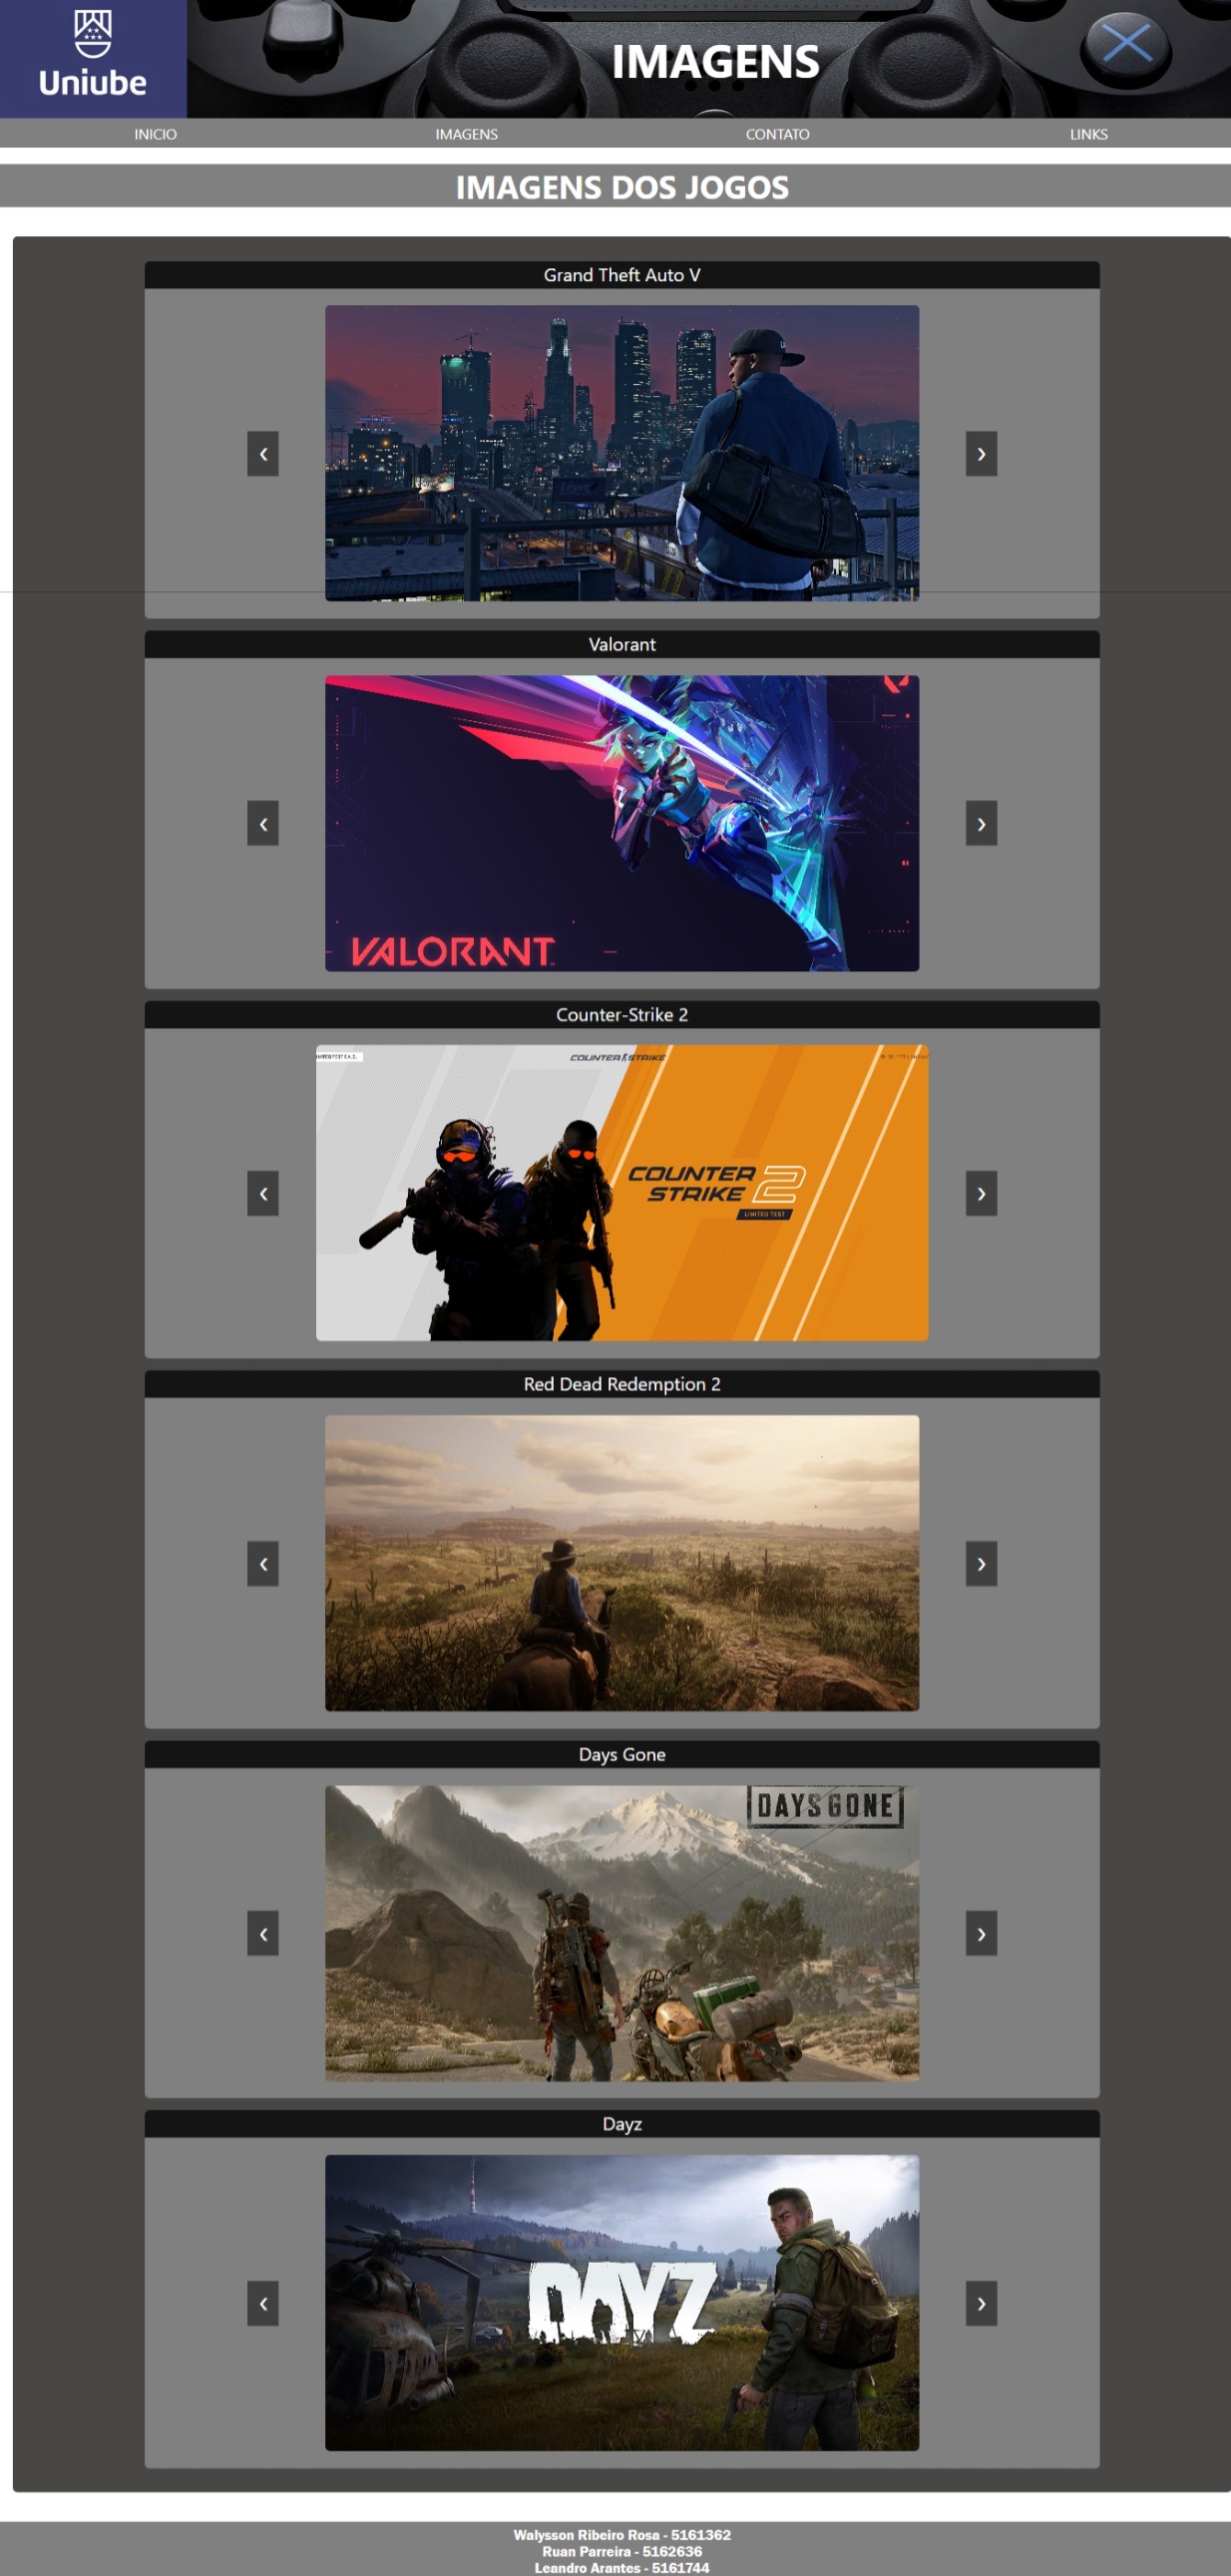 Uniube
IMAGENS
INICIO IMAGENS CONTATO LINKS
IMAGENS DOS JOGOS
Grand Theft Auto V
❮ ❯
Valorant
VALORANT
❮ ❯
Counter-Strike 2
COUNTER STRIKE
COUNTER
STRIKE 2
LIMITED TEST
❮ ❯
Red Dead Redemption 2
❮ ❯
Days Gone
DAYS GONE
❮ ❯
Dayz
DAYZ
❮ ❯
Walysson Ribeiro Rosa - 5161362
Ruan Parreira - 5162636
Leandro Arantes - 5161744